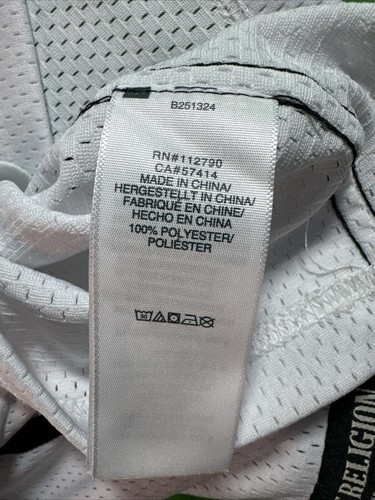 B251324
RN#112790
CA#57414
MADE IN CHINA/
HERGESTELLT IN CHINA/
FABRIQUÉ EN CHINE/
HECHO EN CHINA
100% POLYESTER/
POLIÉSTER
30
RELIGION